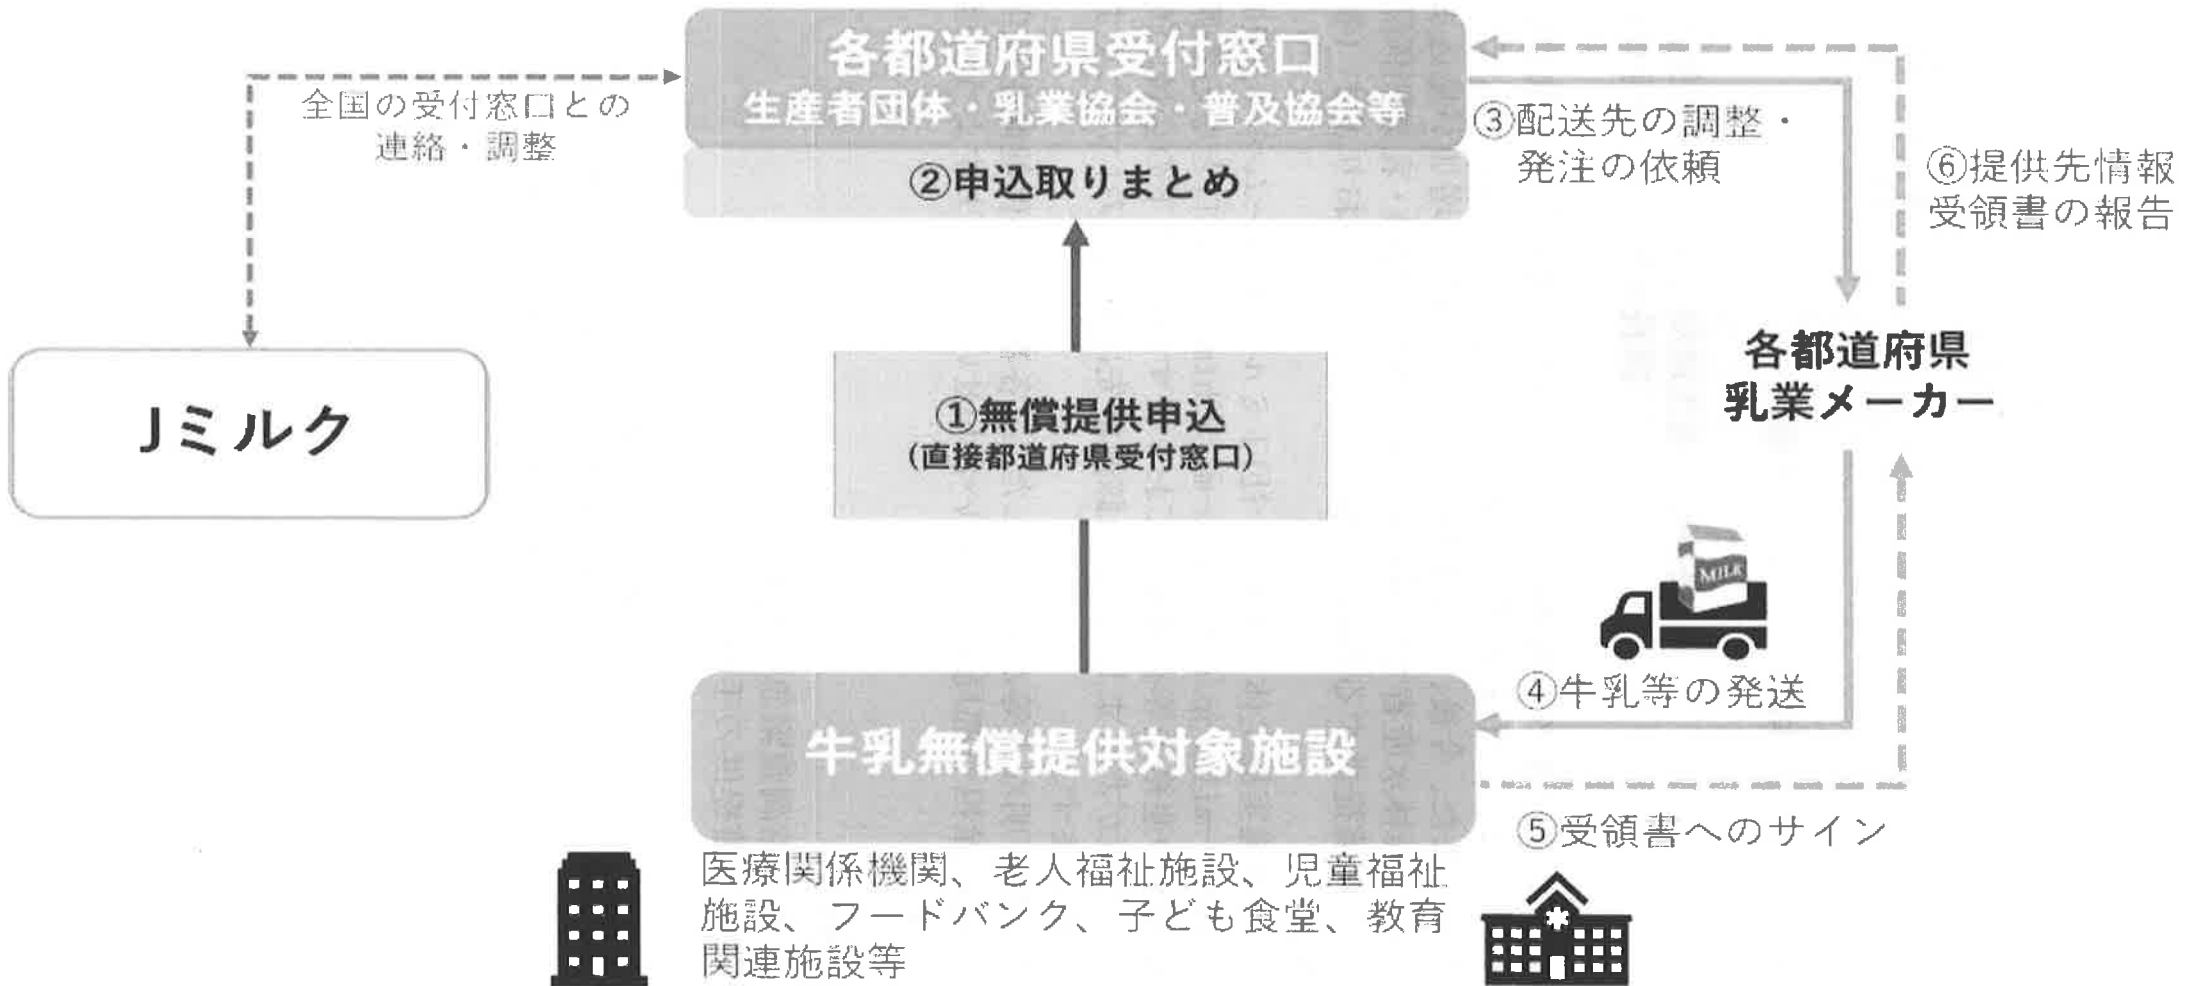 各都道府県受付窓口
生産者団体・乳業協会・普及協会等
②申込取りまとめ
全国の受付窓口との
連絡・調整
③配送先の調整・
発注の依頼
⑥提供先情報
受領書の報告
Jミルク
①無償提供申込
(直接都道府県受付窓口)
各都道府県
乳業メーカー
MILK
④牛乳等の発送
牛乳無償提供対象施設
⑤受領書へのサイン
医療関係機関、老人福祉施設、児童福祉
施設、フードバンク、子ども食堂、教育
関連施設等